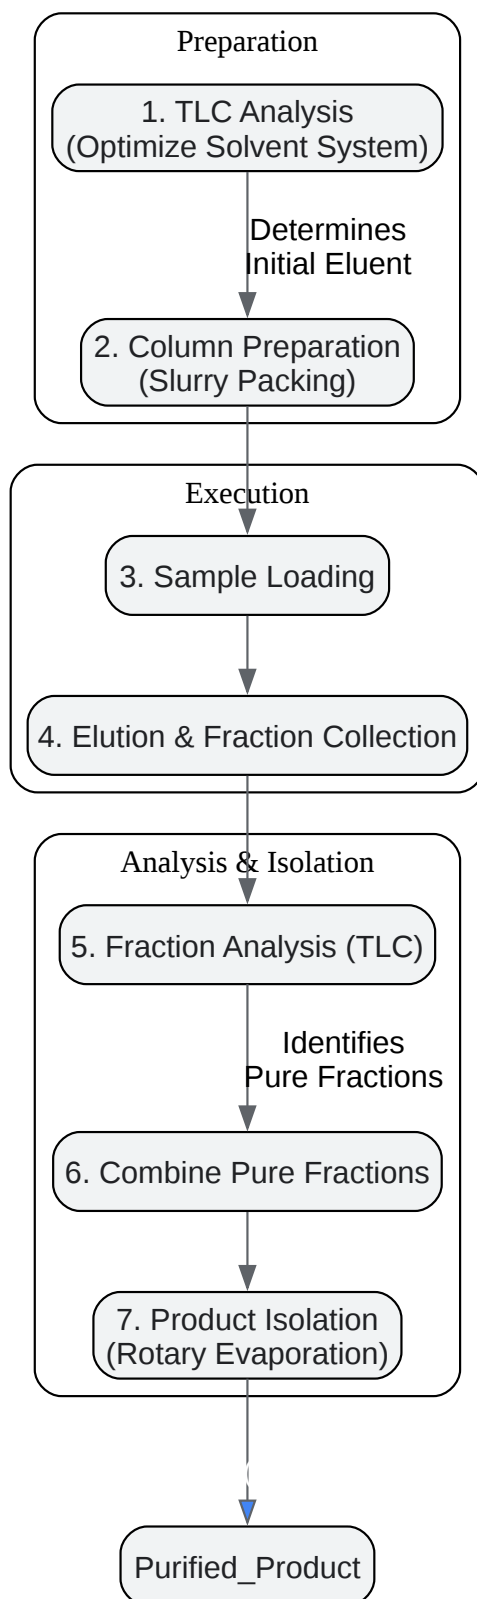 Preparation
1. TLC Analysis
(Optimize Solvent System)
Determines
Initial Eluent
2. Column Preparation
(Slurry Packing)
Execution
3. Sample Loading
4. Elution & Fraction Collection
Analysis & Isolation
5. Fraction Analysis (TLC)
Identifies
Pure Fractions
6. Combine Pure Fractions
7. Product Isolation
(Rotary Evaporation)
Purified_Product